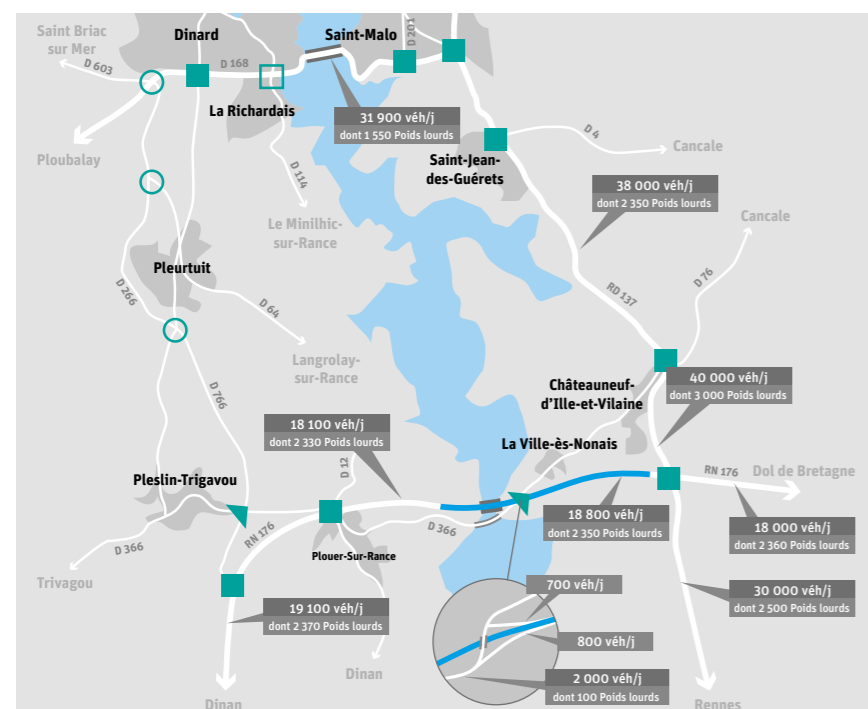 Saint Briac
sur Mer
Dinard
Saint-Malo
D 201
D 603
D 168
La Richardais
31 900 véh/j
dont 1 550 Poids lourds
Ploubalay
D 114
Saint-Jean-
des-Guérets
D 4
Cancale
38 000 véh/j
dont 2 350 Poids lourds
Cancale
Le Minilhic-
sur-Rance
Pleurtuit
D 266
D 64
RD 137
D 76
Langrolay-
sur-Rance
D 766
Châteauneuf-
d'Ille-et-Vilaine
40 000 véh/j
dont 3 000 Poids lourds
18 100 véh/j
dont 2 330 Poids lourds
La Ville-ès-Nonais
D 12
Pleslin-Trigavou
RN 176
Dol de Bretagne
D 366
RN 176
D 366
18 800 véh/j
dont 2 350 Poids lourds
18 000 véh/j
dont 2 360 Poids lourds
Plouer-Sur-Rance
Trivagou
700 véh/j
30 000 véh/j
dont 2 500 Poids lourds
19 100 véh/j
dont 2 370 Poids lourds
800 véh/j
Dinan
2 000 véh/j
dont 100 Poids lourds
Dinan
Rennes